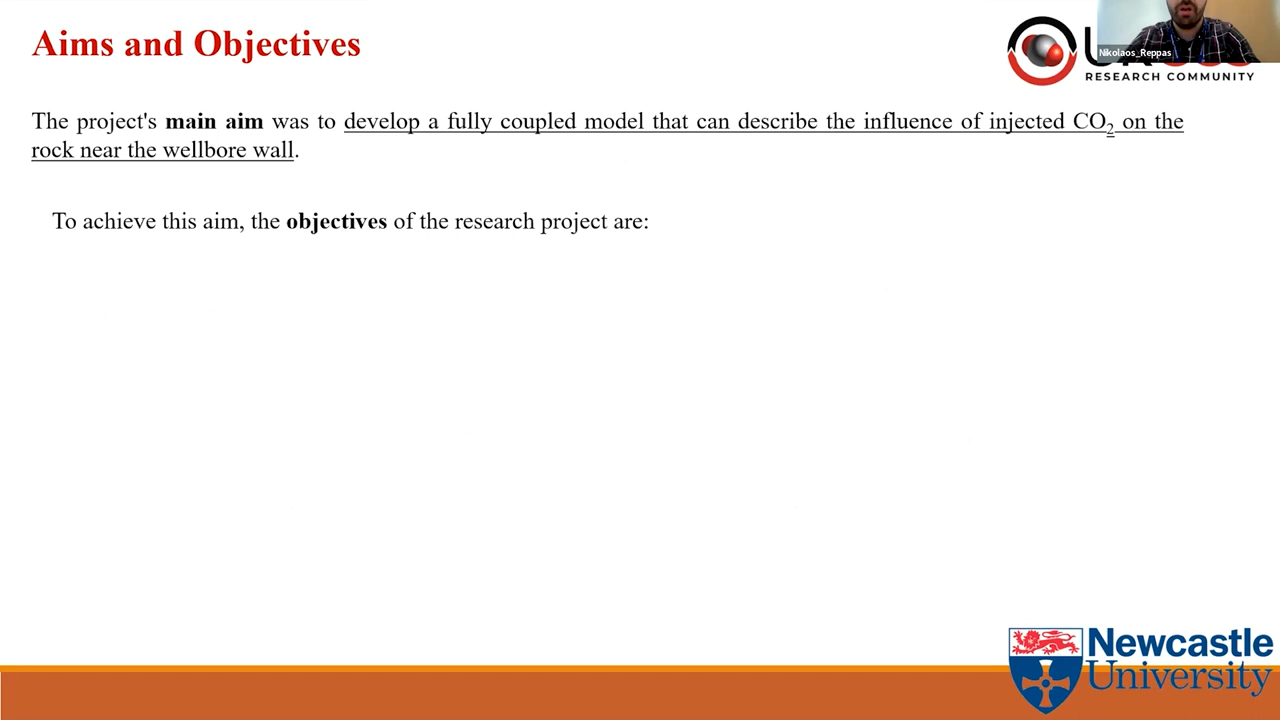 Aims and Objectives
Nikolaos_Reppas
RESEARCH COMMUNITY
The project's main aim was to develop a fully coupled model that can describe the influence of injected CO₂ on the
rock near the wellbore wall.
To achieve this aim, the objectives of the research project are:
Newcastle
University